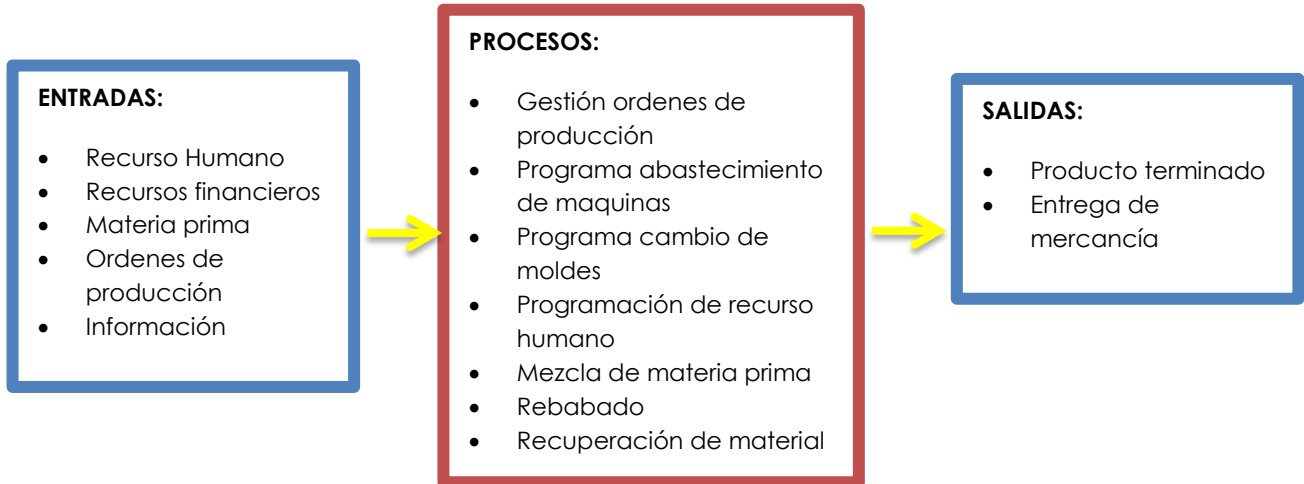 ENTRADAS:
• Recurso Humano
• Recursos financieros
• Materia prima
• Ordenes de
producción
• Información
PROCESOS:
• Gestión ordenes de
producción
• Programa abastecimiento
de maquinas
• Programa cambio de
moldes
• Programación de recurso
humano
• Mezcla de materia prima
• Rebabado
• Recuperación de material
SALIDAS:
• Producto terminado
• Entrega de
mercancía